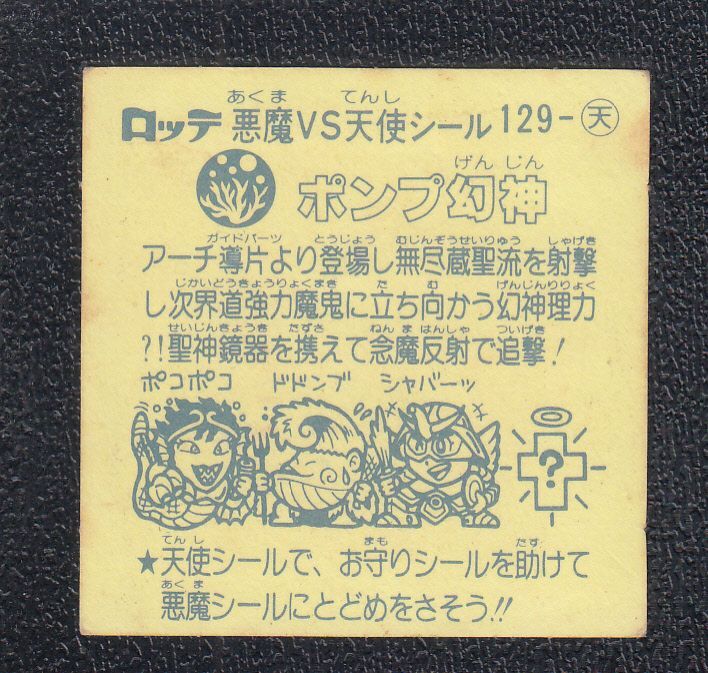 あくま てんし
ロッテ 悪魔VS天使シール 129-天
げんじん
ポンプ幻神
ガイドパーツ とうじょう むじんぞうせいりゅう しゃげき
アーチ導片より登場し無尽蔵聖流を射撃
じかいどうきょうりょくまき た む げんじんりりょく
し次界道強力魔鬼に立ち向かう幻神理力
せいじんきょうき たずさ ねんまはんしゃ ついげき
?!聖神鏡器を携えて念魔反射で追撃!
ポコポコ ドドンブ シャバーッ
?
てんし まも たす
★天使シールで、お守りシールを助けて
あくま
悪魔シールにとどめをさそう!!